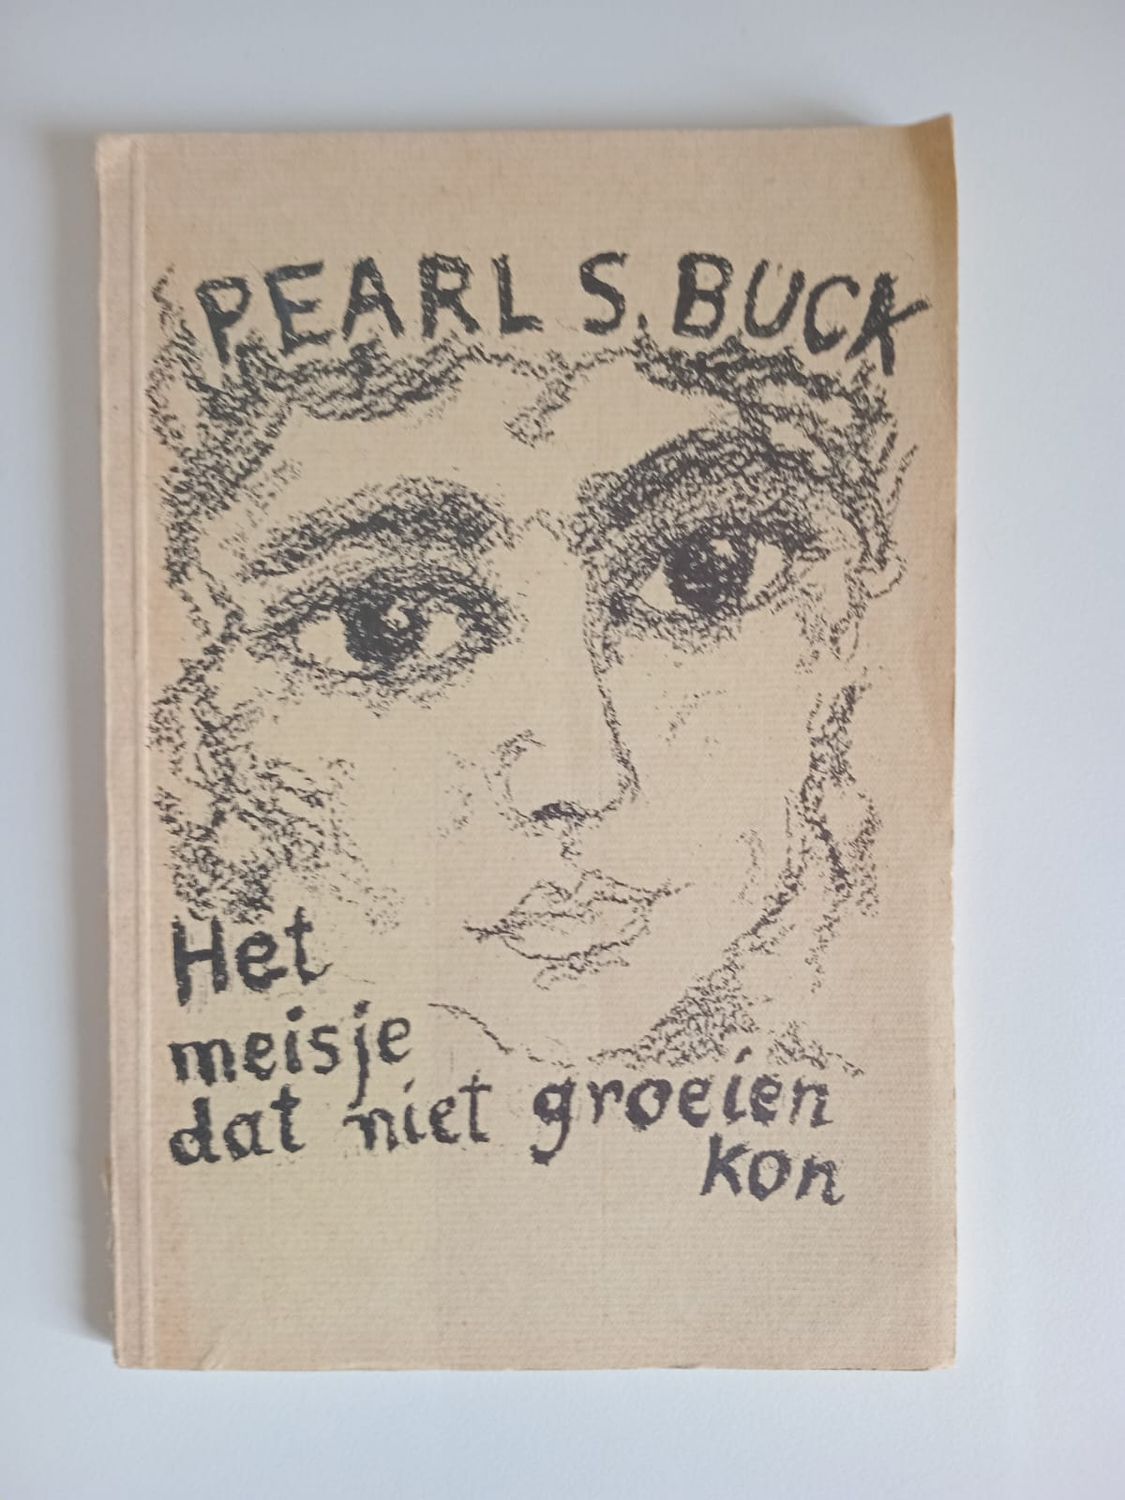 PEARL S. BUCK
Het
meisje
dat niet groeien
kon